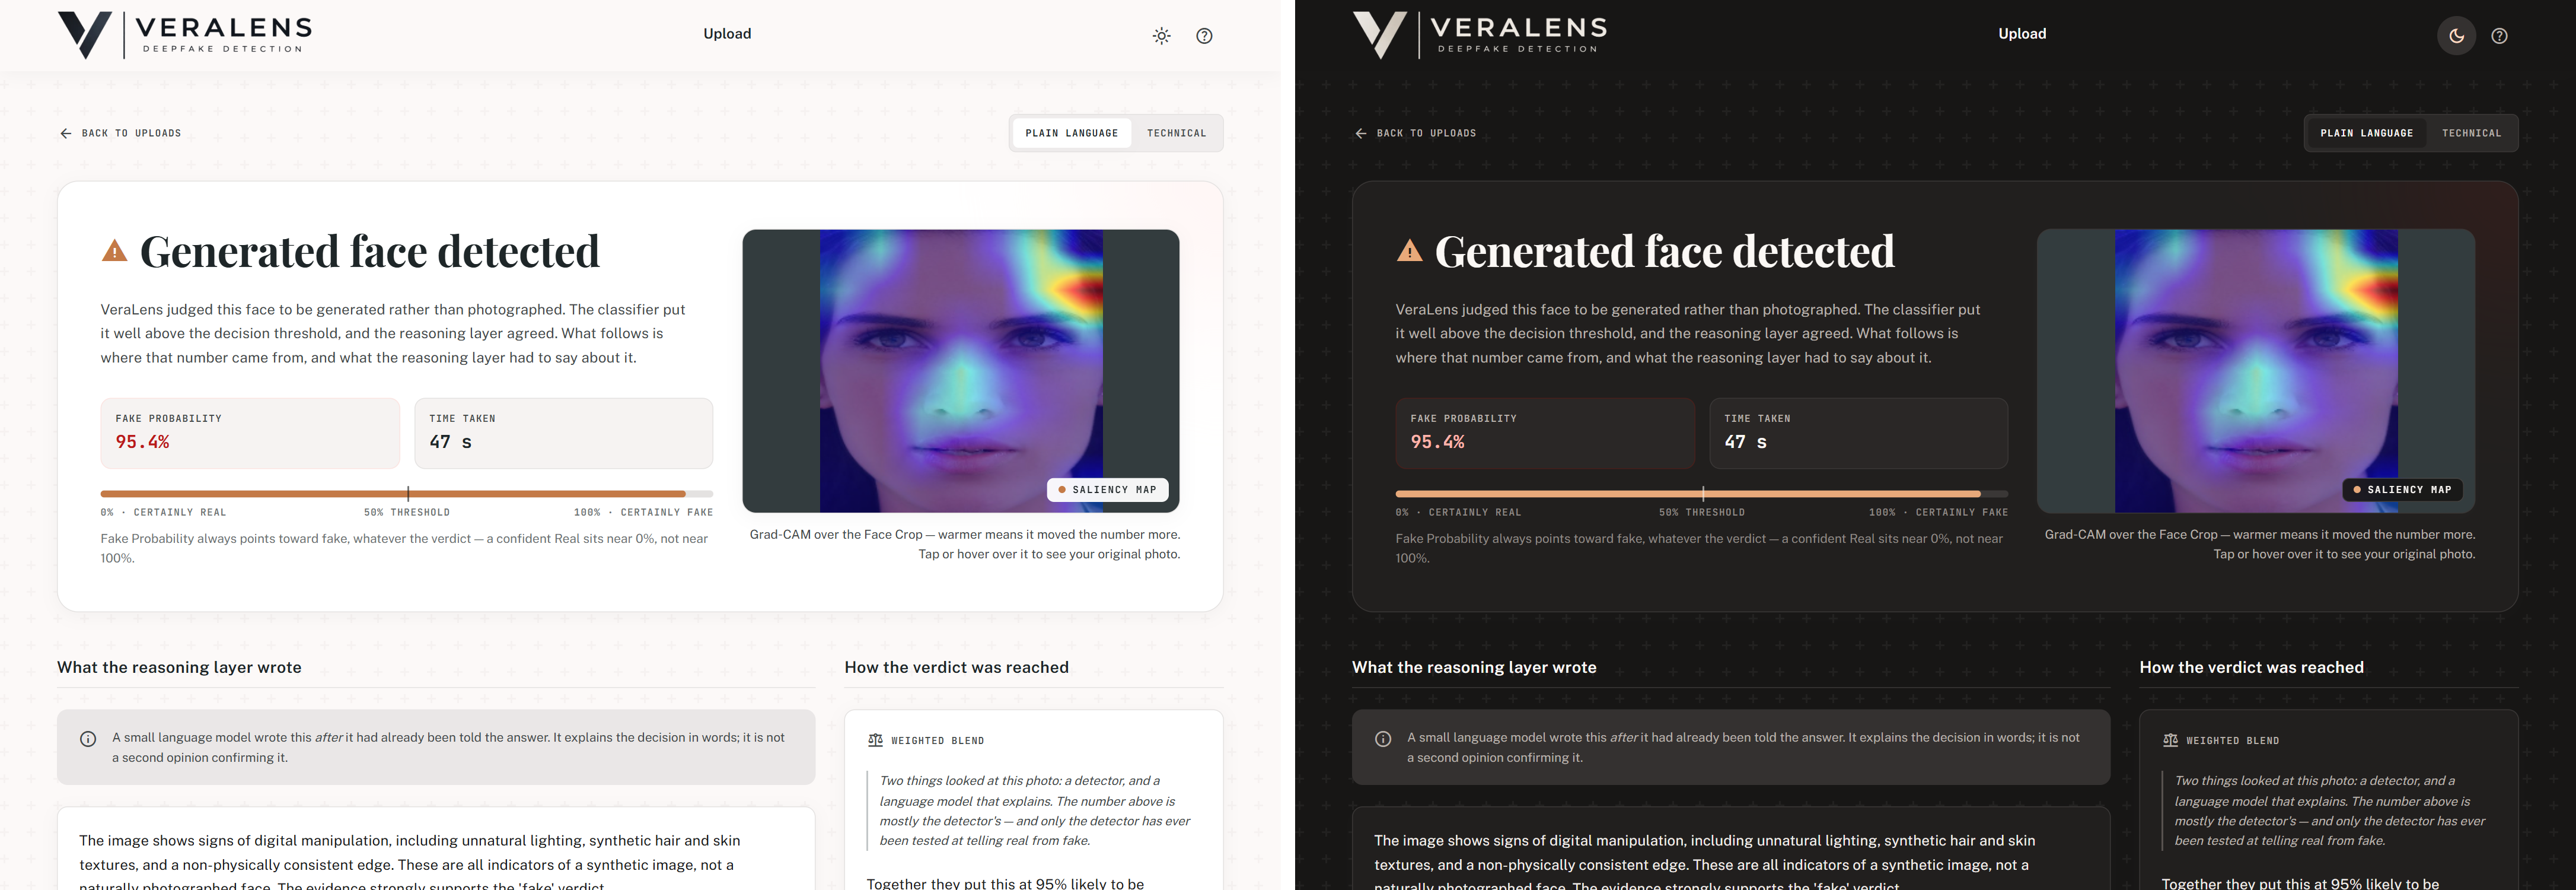 VERALENS
DEEPFAKE DETECTION
Upload
BACK TO UPLOADS
PLAIN LANGUAGE
TECHNICAL
Generated face detected
VeraLens judged this face to be generated rather than photographed. The classifier put
it well above the decision threshold, and the reasoning layer agreed. What follows is
where that number came from, and what the reasoning layer had to say about it.
FAKE PROBABILITY
95.4%
TIME TAKEN
47 s
0% · CERTAINLY REAL
50% THRESHOLD
100% · CERTAINLY FAKE
Fake Probability always points toward fake, whatever the verdict — a confident Real sits near 0%, not near
100%.
SALIENCY MAP
Grad-CAM over the Face Crop — warmer means it moved the number more.
Tap or hover over it to see your original photo.
What the reasoning layer wrote
A small language model wrote this after it had already been told the answer. It explains the decision in words; it is not
a second opinion confirming it.
The image shows signs of digital manipulation, including unnatural lighting, synthetic hair and skin
textures, and a non-physically consistent edge. These are all indicators of a synthetic image, not a
naturally photographed face. The evidence strongly supports the 'fake' verdict.
How the verdict was reached
WEIGHTED BLEND
Two things looked at this photo: a detector, and a
language model that explains. The number above is
mostly the detector's — and only the detector has ever
been tested at telling real from fake.
Together they put this at 95% likely to be
VERALENS
DEEPFAKE DETECTION
Upload
BACK TO UPLOADS
PLAIN LANGUAGE
TECHNICAL
Generated face detected
VeraLens judged this face to be generated rather than photographed. The classifier put
it well above the decision threshold, and the reasoning layer agreed. What follows is
where that number came from, and what the reasoning layer had to say about it.
FAKE PROBABILITY
95.4%
TIME TAKEN
47 s
0% · CERTAINLY REAL
50% THRESHOLD
100% · CERTAINLY FAKE
Fake Probability always points toward fake, whatever the verdict — a confident Real sits near 0%, not near
100%.
SALIENCY MAP
Grad-CAM over the Face Crop — warmer means it moved the number more.
Tap or hover over it to see your original photo.
What the reasoning layer wrote
A small language model wrote this after it had already been told the answer. It explains the decision in words; it is not
a second opinion confirming it.
The image shows signs of digital manipulation, including unnatural lighting, synthetic hair and skin
textures, and a non-physically consistent edge. These are all indicators of a synthetic image, not a
naturally photographed face. The evidence strongly supports the 'fake' verdict.
How the verdict was reached
WEIGHTED BLEND
Two things looked at this photo: a detector, and a
language model that explains. The number above is
mostly the detector's — and only the detector has ever
been tested at telling real from fake.
Together they put this at 95% likely to be